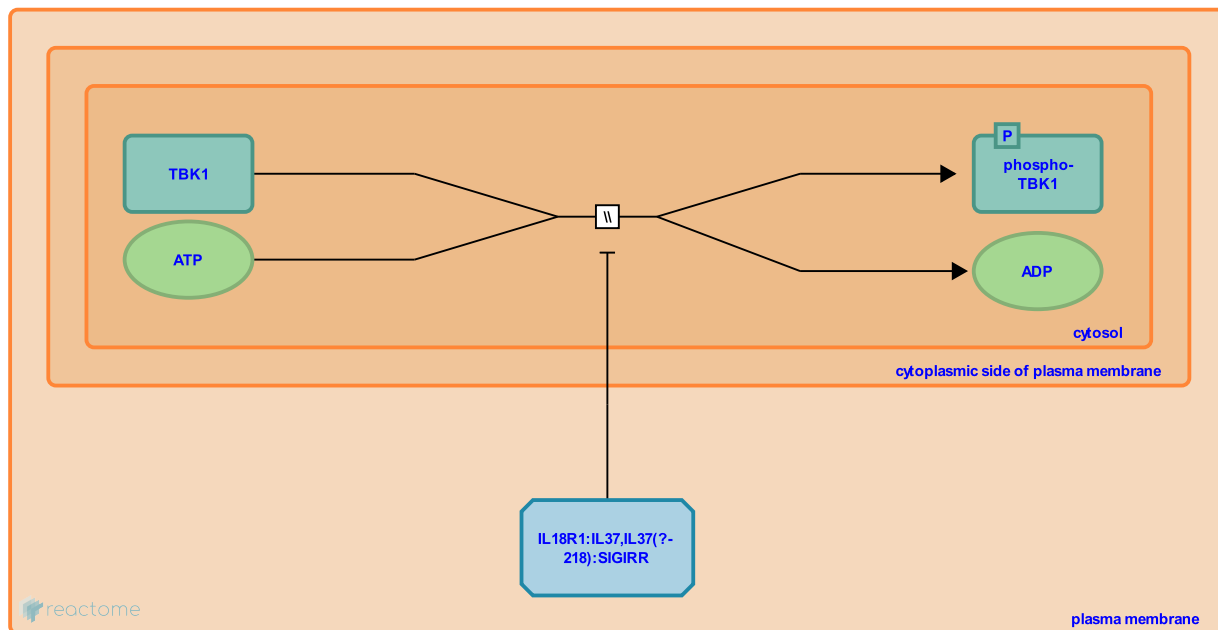 P
TBK1
phospho-
TBK1
\\
ATP
ADP
cytosol
cytoplasmic side of plasma membrane
IL18R1:IL37,IL37(?-
218):SIGIRR
reactome
plasma membrane